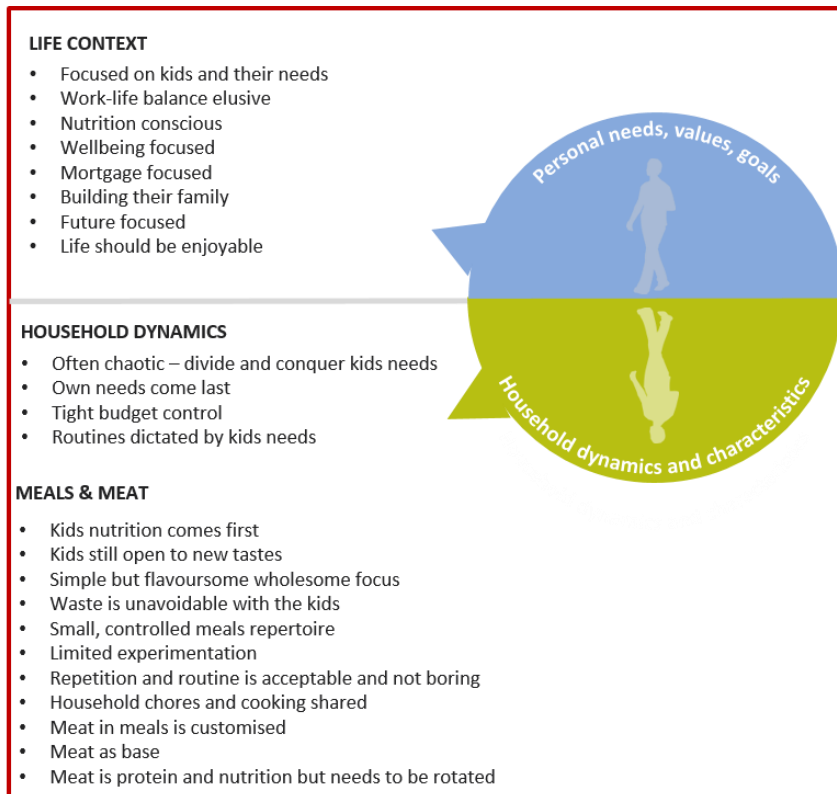 LIFE CONTEXT
• Focused on kids and their needs
• Work-life balance elusive
• Nutrition conscious
• Wellbeing focused
• Mortgage focused
• Building their family
• Future focused
• Life should be enjoyable
Personal needs, values, goals
HOUSEHOLD DYNAMICS
• Often chaotic – divide and conquer kids needs
• Own needs come last
• Tight budget control
• Routines dictated by kids needs
Household dynamics and characteristics
MEALS & MEAT
• Kids nutrition comes first
• Kids still open to new tastes
• Simple but flavoursome wholesome focus
• Waste is unavoidable with the kids
• Small, controlled meals repertoire
• Limited experimentation
• Repetition and routine is acceptable and not boring
• Household chores and cooking shared
• Meat in meals is customised
• Meat as base
• Meat is protein and nutrition but needs to be rotated